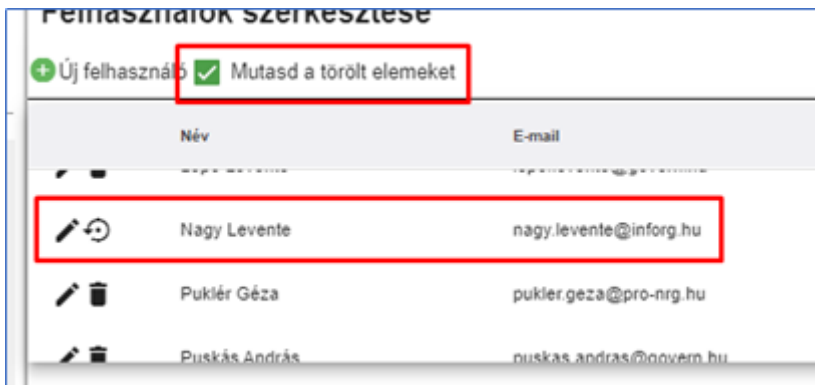 Felhasználók szerkesztése
Új felhasználó Mutasd a törölt elemeket
Név E-mail
Nagy Levente nagy.levente@inforg.hu
Puklér Géza pukler.geza@pro-nrg.hu
Puskás András puskas.andras@govern.hu